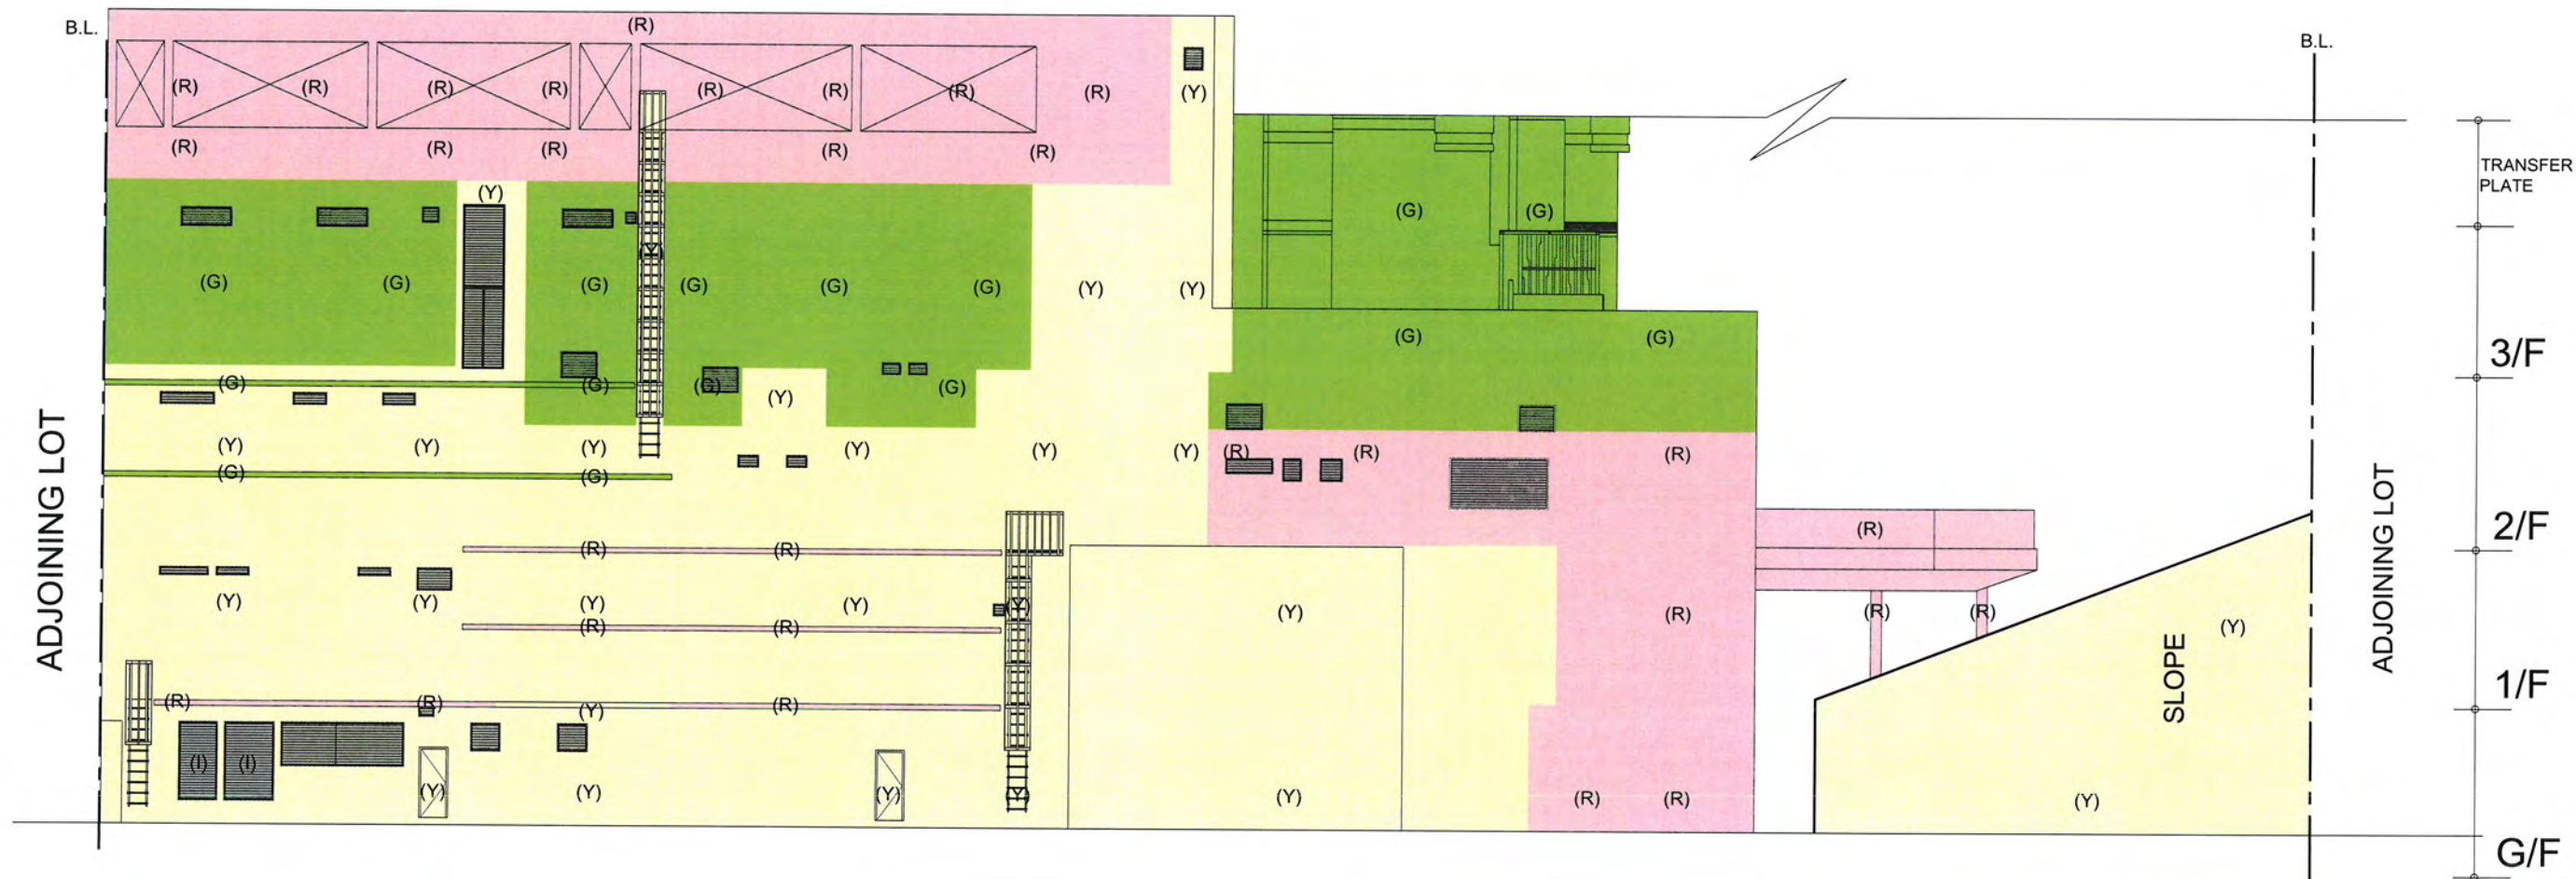 (R)
B.L.
B.L.
(R) (R) (R) (R) (R) (R) (R) (R) (Y)
(R) (R) (R) (R) (R)
TRANSFER
PLATE
(Y)
(G) (G)
(Y)
(G) (G) (G) (G) (G) (G) (Y) (Y)
(G) (G)
3/F
(G) (G) (G) (G)
(Y)
(Y) (Y) (Y) (Y) (Y) (Y) (R) (R) (R)
(G) (G)
2/F
(R)
(R) (R)
(Y) (Y) (Y) (Y) (Y) (Y) (R) (R) (R)
(R) (R)
(Y)
ADJOINING LOT
ADJOINING LOT
SLOPE
1/F
(R) (R) (Y) (R)
(I) (I)
(Y) (Y) (Y) (Y) (Y) (R) (R) (Y)
G/F